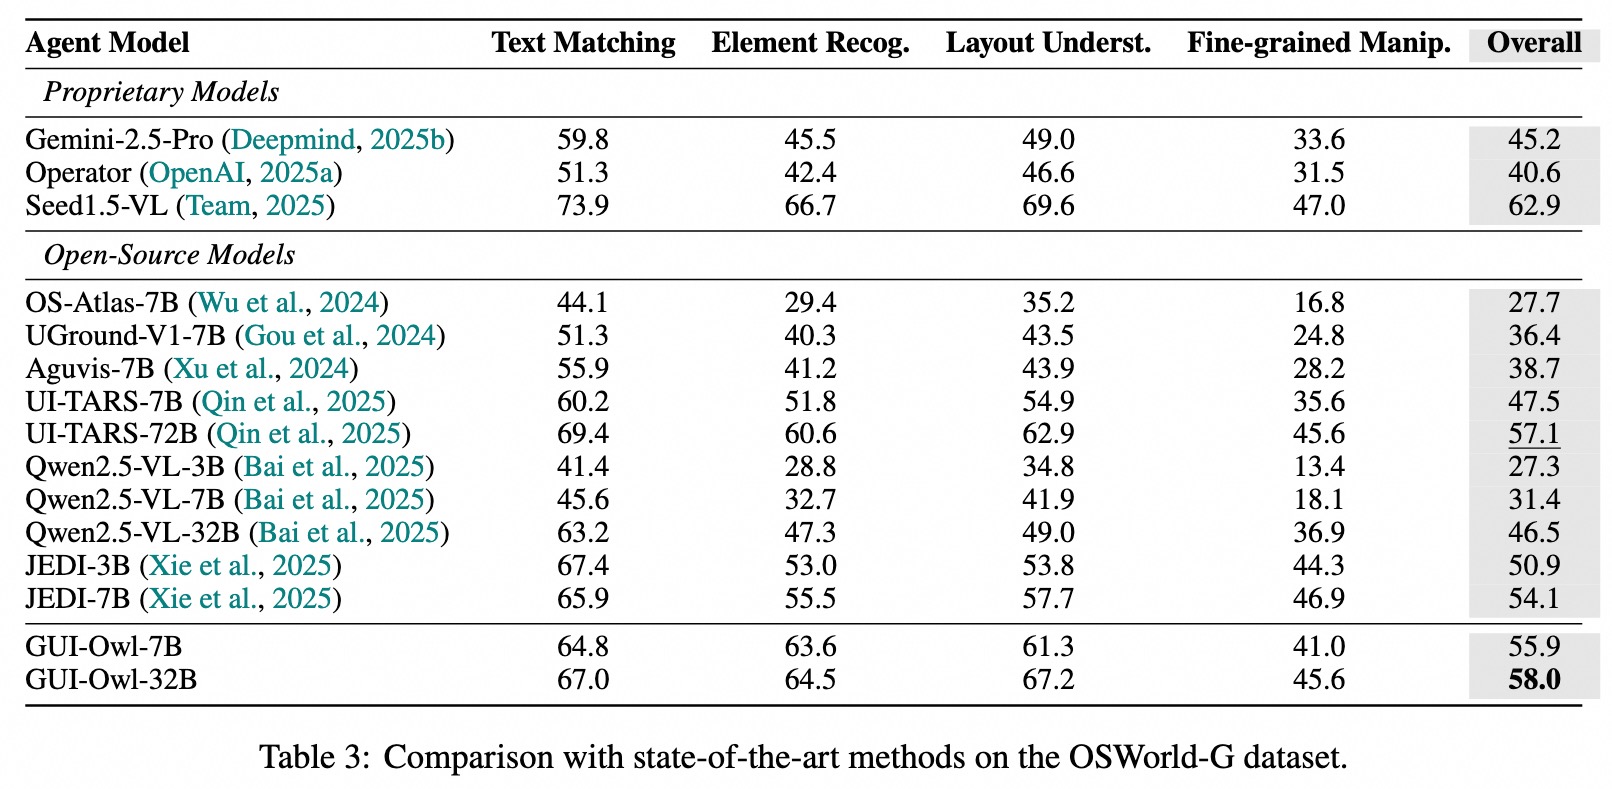 Agent Model Text Matching Element Recog. Layout Underst. Fine-grained Manip. Overall
Proprietary Models
Gemini-2.5-Pro (Deepmind, 2025b) 59.8 45.5 49.0 33.6 45.2
Operator (OpenAI, 2025a) 51.3 42.4 46.6 31.5 40.6
Seed1.5-VL (Team, 2025) 73.9 66.7 69.6 47.0 62.9
Open-Source Models
OS-Atlas-7B (Wu et al., 2024) 44.1 29.4 35.2 16.8 27.7
UGround-V1-7B (Gou et al., 2024) 51.3 40.3 43.5 24.8 36.4
Aguvis-7B (Xu et al., 2024) 55.9 41.2 43.9 28.2 38.7
UI-TARS-7B (Qin et al., 2025) 60.2 51.8 54.9 35.6 47.5
UI-TARS-72B (Qin et al., 2025) 69.4 60.6 62.9 45.6 57.1
Qwen2.5-VL-3B (Bai et al., 2025) 41.4 28.8 34.8 13.4 27.3
Qwen2.5-VL-7B (Bai et al., 2025) 45.6 32.7 41.9 18.1 31.4
Qwen2.5-VL-32B (Bai et al., 2025) 63.2 47.3 49.0 36.9 46.5
JEDI-3B (Xie et al., 2025) 67.4 53.0 53.8 44.3 50.9
JEDI-7B (Xie et al., 2025) 65.9 55.5 57.7 46.9 54.1
GUI-Owl-7B 64.8 63.6 61.3 41.0 55.9
GUI-Owl-32B 67.0 64.5 67.2 45.6 58.0
Table 3: Comparison with state-of-the-art methods on the OSWorld-G dataset.